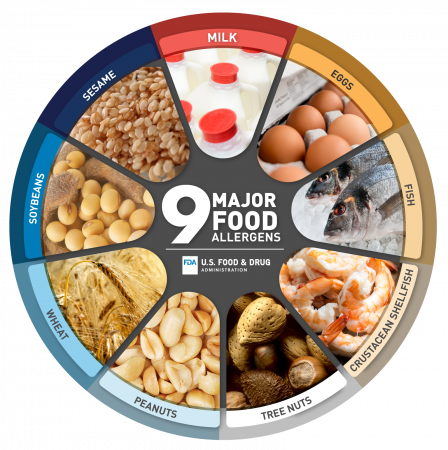 MILK
EGGS
FISH
CRUSTACEAN SHELLFISH
TREE NUTS
PEANUTS
WHEAT
SOYBEANS
SESAME
9 MAJOR
FOOD
ALLERGENS
FDA U.S. FOOD & DRUG
ADMINISTRATION